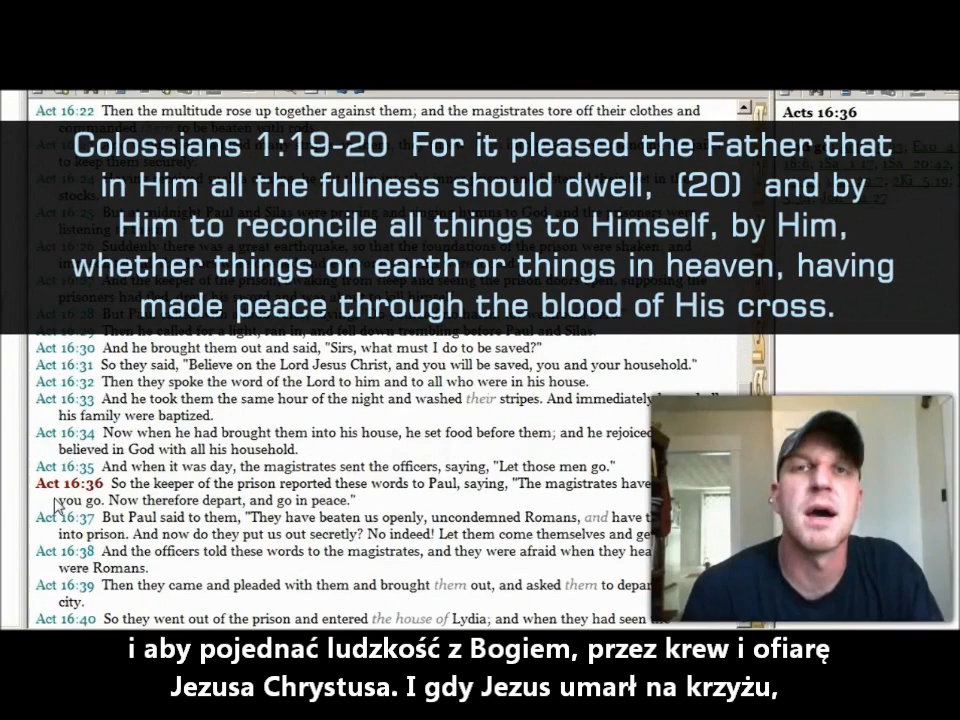 Act 16:22 Then the multitude rose up together against them; and the magistrates tore off their clothes and
Acts 16:36
commanded to be beaten with rods.
Colossians 1:19-20 For it pleased the Father that
in Him all the fullness should dwell, (20) and by
Him to reconcile all things to Himself, by Him,
whether things on earth or things in heaven, having
made peace through the blood of His cross.
Act 16:29 Then he called for a light, ran in, and fell down trembling before Paul and Silas.
Act 16:30 And he brought them out and said, "Sirs, what must I do to be saved?"
Act 16:31 So they said, "Believe on the Lord Jesus Christ, and you will be saved, you and your household."
Act 16:32 Then they spoke the word of the Lord to him and to all who were in his house.
Act 16:33 And he took them the same hour of the night and washed their stripes. And immediately
his family were baptized.
Act 16:34 Now when he had brought them into his house, he set food before them; and he rejoiced
believed in God with all his household.
Act 16:35 And when it was day, the magistrates sent the officers, saying, "Let those men go."
Act 16:36 So the keeper of the prison reported these words to Paul, saying, "The magistrates have
you go. Now therefore depart, and go in peace."
Act 16:37 But Paul said to them, "They have beaten us openly, uncondemned Romans, and have t
into prison. And now do they put us out secretly? No indeed! Let them come themselves and ge
Act 16:38 And the officers told these words to the magistrates, and they were afraid when they hea
were Romans.
Act 16:39 Then they came and pleaded with them and brought them out, and asked them to depar
city.
Act 16:40 So they went out of the prison and entered the house of Lydia; and when they had seen
i aby pojednać ludzkość z Bogiem, przez krew i ofiarę
Jezusa Chrystusa. I gdy Jezus umarł na krzyżu,